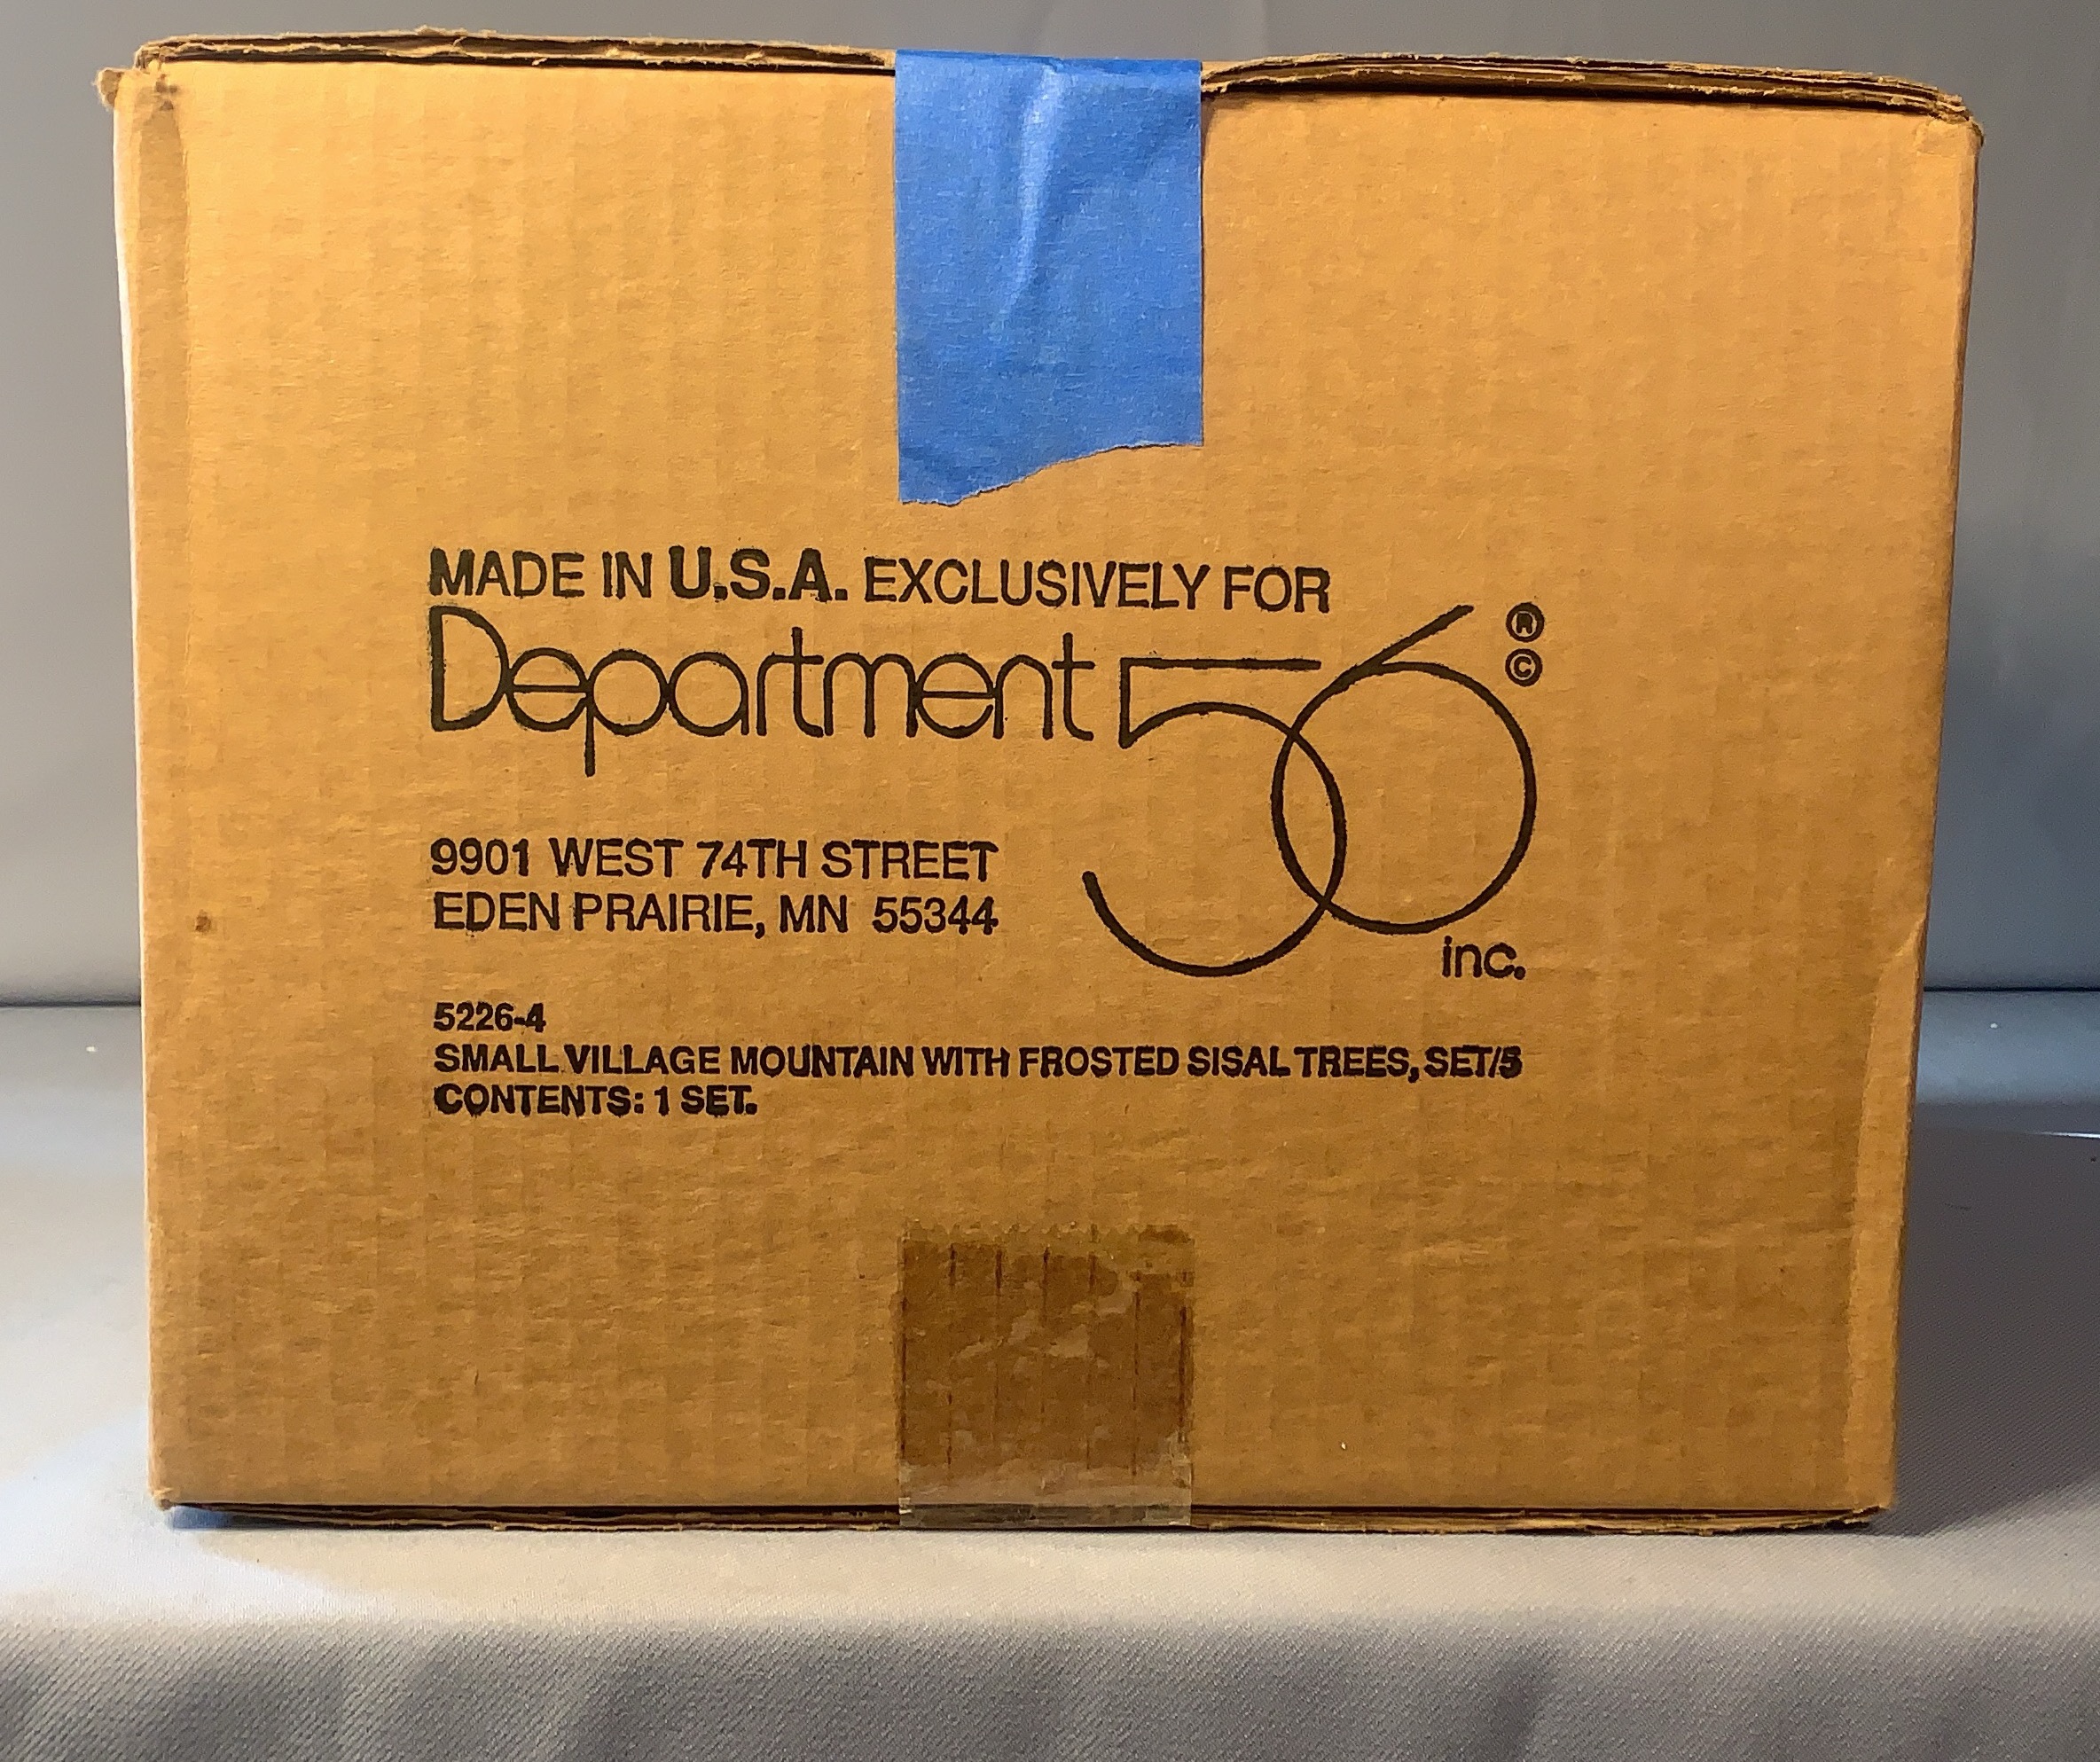 MADE IN U.S.A. EXCLUSIVELY FOR
Department 56 ® ©
inc.
9901 WEST 74TH STREET
EDEN PRAIRIE, MN 55344
5226-4
SMALL VILLAGE MOUNTAIN WITH FROSTED SISAL TREES, SET/5
CONTENTS: 1 SET.